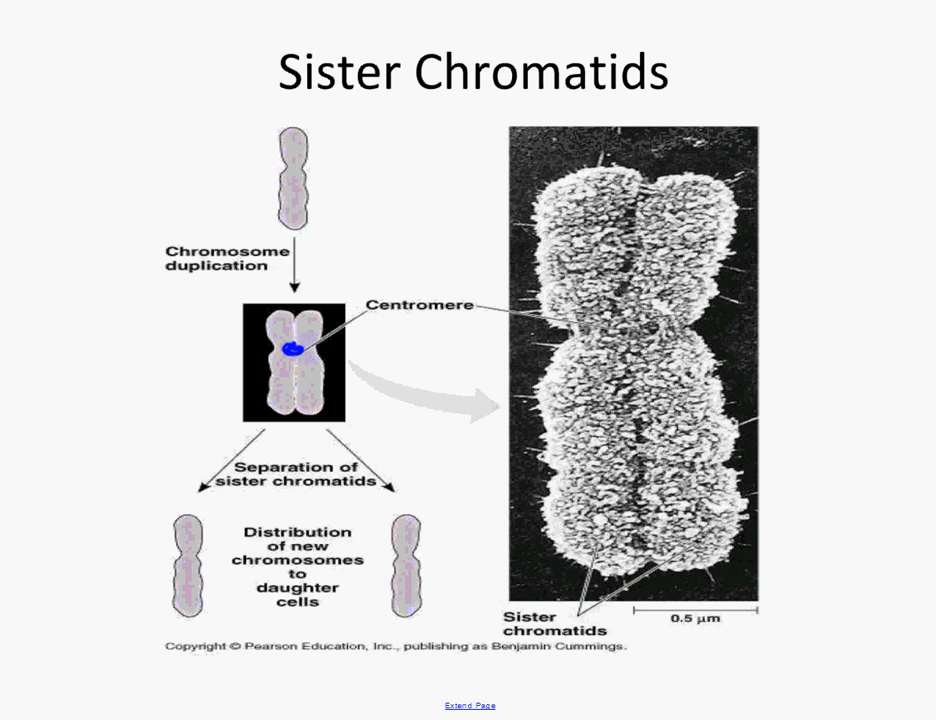 Sister Chromatids
Chromosome
duplication
Centromere
Separation of
sister chromatids
Distribution
of new
chromosomes
to
daughter
cells
Sister
chromatids
0.5 µm
Copyright © Pearson Education, Inc., publishing as Benjamin Cummings.
Extend Page